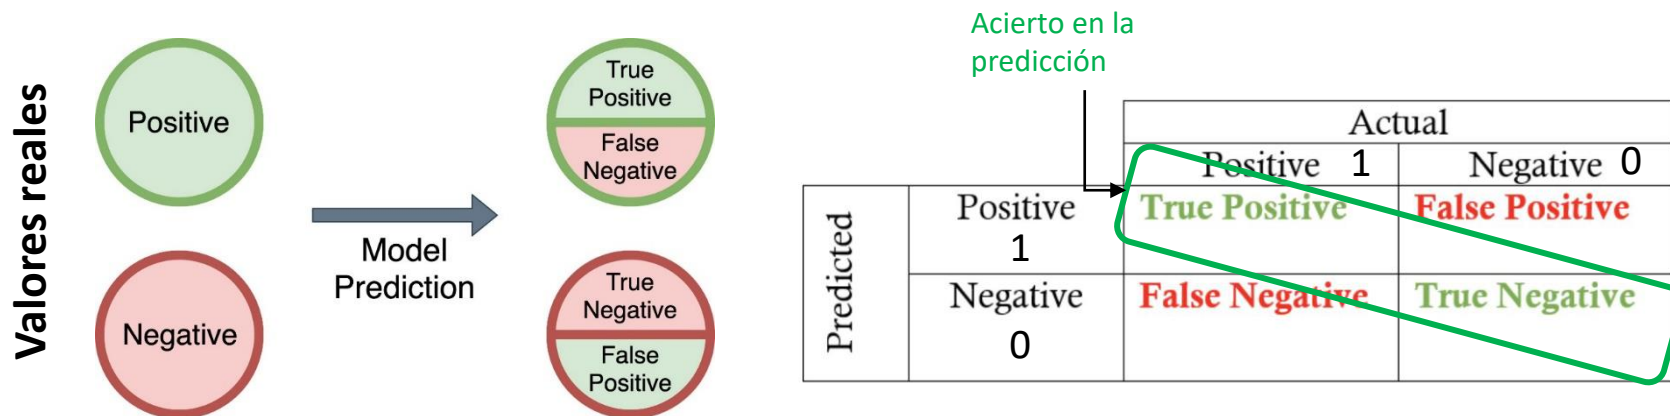 Valores reales
Positive
Negative
Model
Prediction
True
Positive
False
Negative
True
Negative
False
Positive
Acierto en la
predicción
Actual
Positive 1
Negative 0
Predicted
Positive
1
True Positive
False Positive
Negative
0
False Negative
True Negative